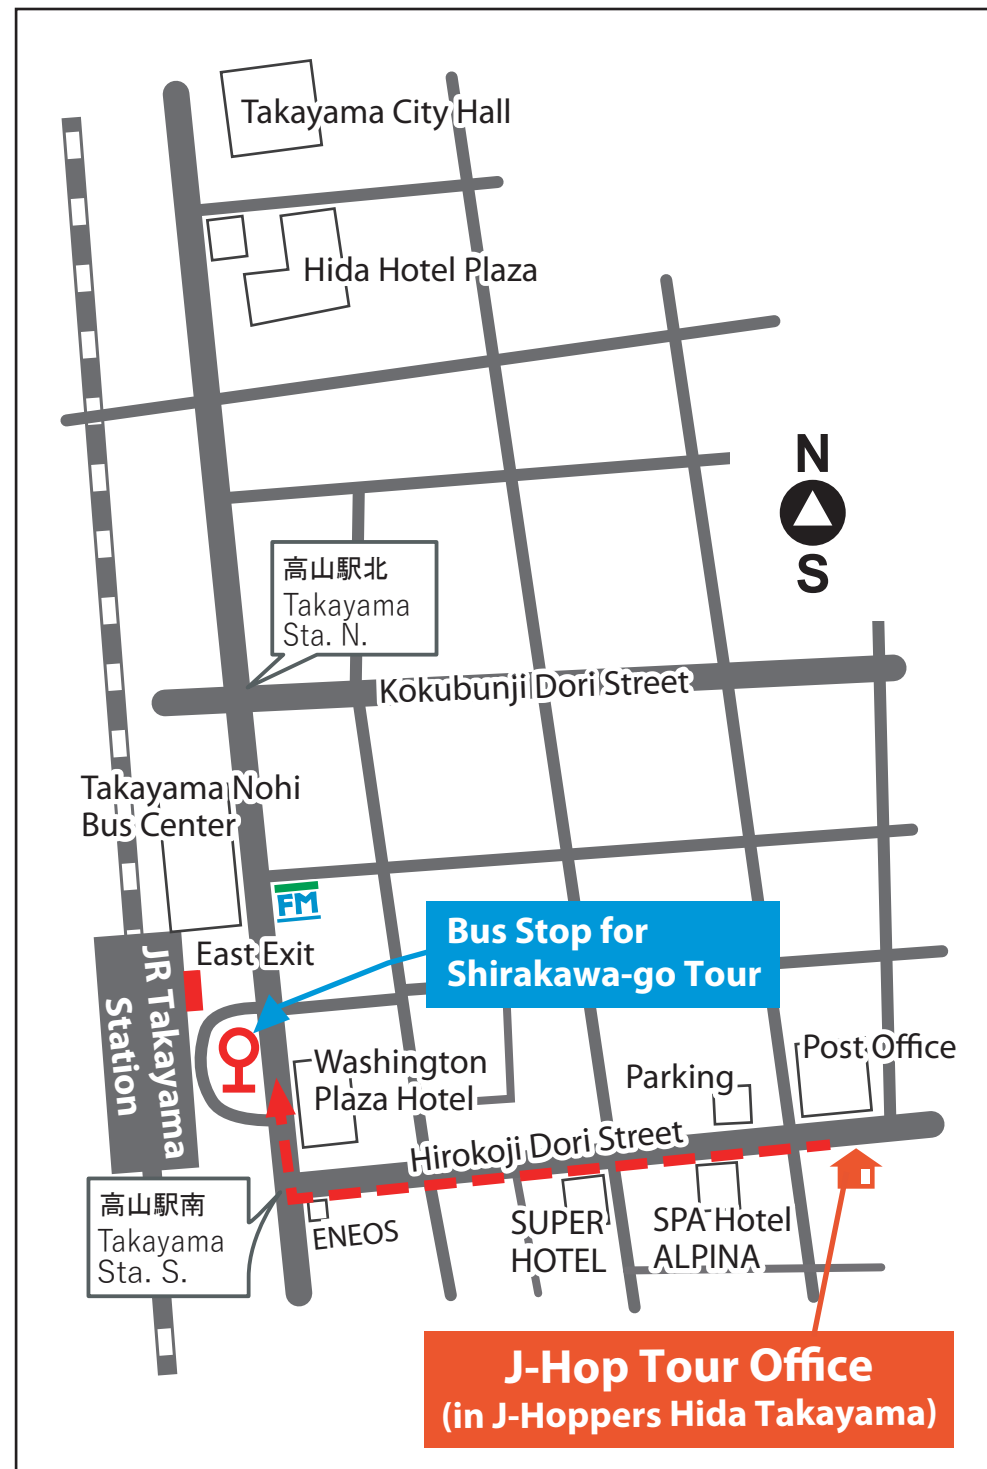 Takayama City Hall
Hida Hotel Plaza
N
S
高山駅北
Takayama
Sta. N.
Kokubunji Dori Street
Takayama Nohi
Bus Center
FM
East Exit
Bus Stop for
Shirakawa-go Tour
JR Takayama
Station
Washington
Plaza Hotel
Parking
Post Office
Hirokoji Dori Street
高山駅南
Takayama
Sta. S.
ENEOS
SUPER
HOTEL
SPA Hotel
ALPINA
J-Hop Tour Office
(in J-Hoppers Hida Takayama)